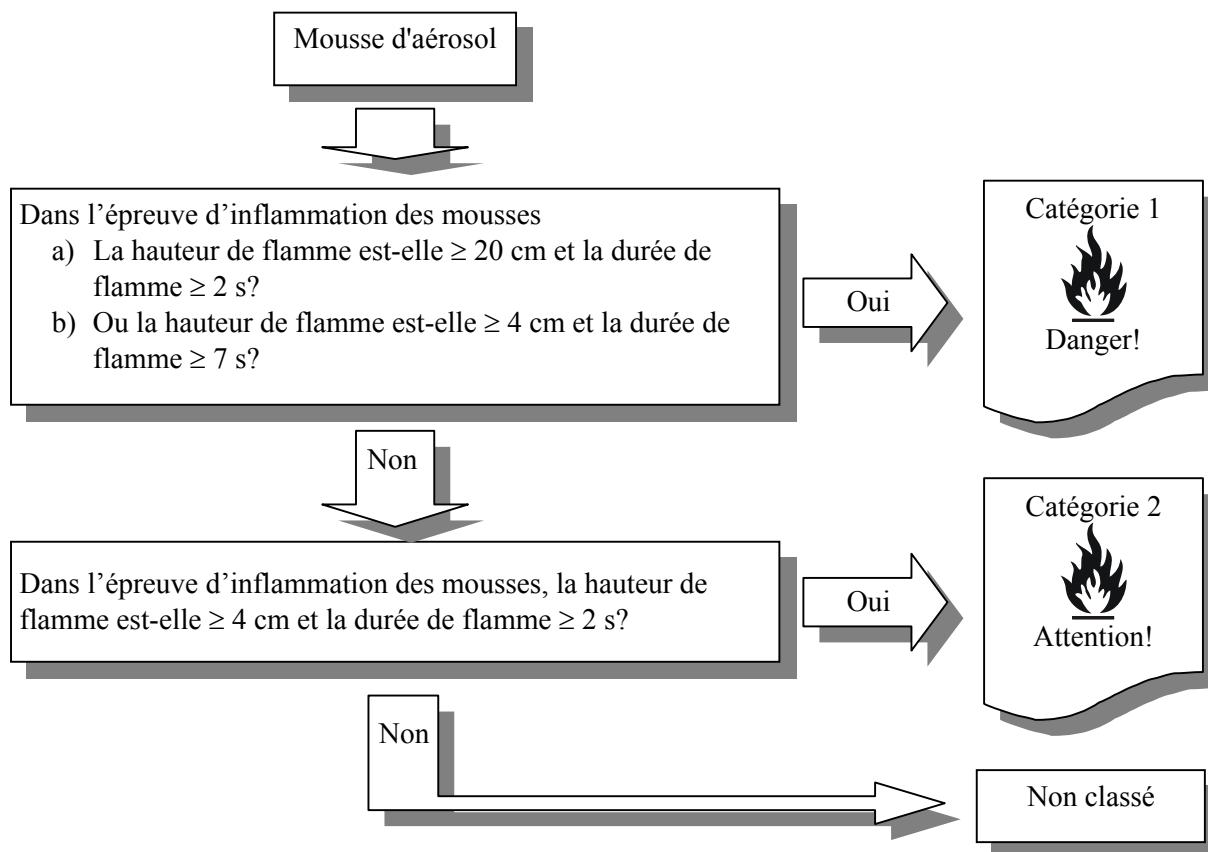 Mousse d'aérosol
Dans l’épreuve d’inflammation des mousses
a) La hauteur de flamme est-elle ≥ 20 cm et la durée de
flamme ≥ 2 s?
b) Ou la hauteur de flamme est-elle ≥ 4 cm et la durée de
flamme ≥ 7 s?
Oui
Catégorie 1
Danger!
Non
Dans l’épreuve d’inflammation des mousses, la hauteur de
flamme est-elle ≥ 4 cm et la durée de flamme ≥ 2 s?
Oui
Catégorie 2
Attention!
Non
Non classé